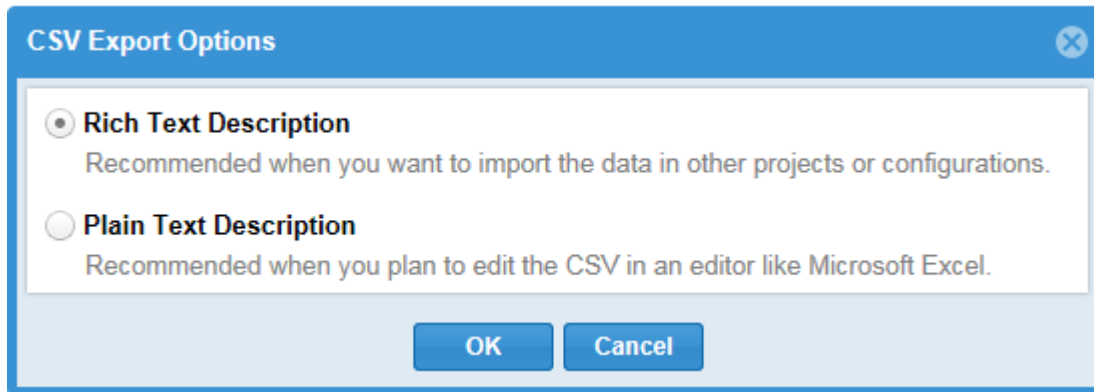 CSV Export Options
Rich Text Description
Recommended when you want to import the data in other projects or configurations.
Plain Text Description
Recommended when you plan to edit the CSV in an editor like Microsoft Excel.
OK
Cancel